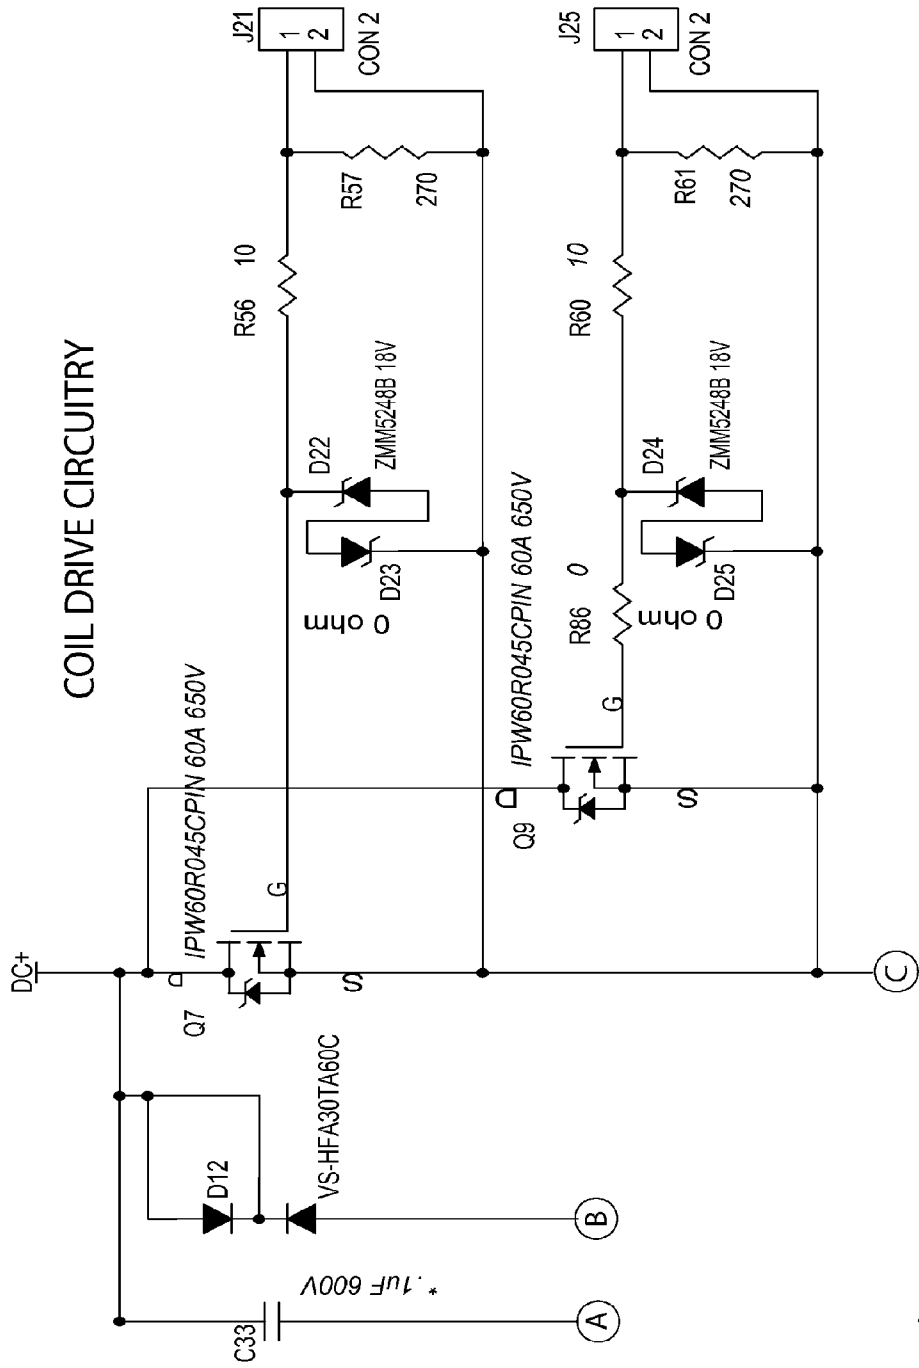 COIL DRIVE CIRCUITRY
DC+
J21
1
2
CON 2
R57
270
R56
10
D22
ZMM5248B 18V
D23
0 ohm
IPW60R045CPIN 60A 650V
G
D
S
Q7
J25
1
2
CON 2
R61
270
R60
10
D24
ZMM5248B 18V
D25
0 ohm
R86
0
IPW60R045CPIN 60A 650V
G
D
S
Q9
C
D12
VS-HFA30TA60C
B
C33
*.1uF 600V
A